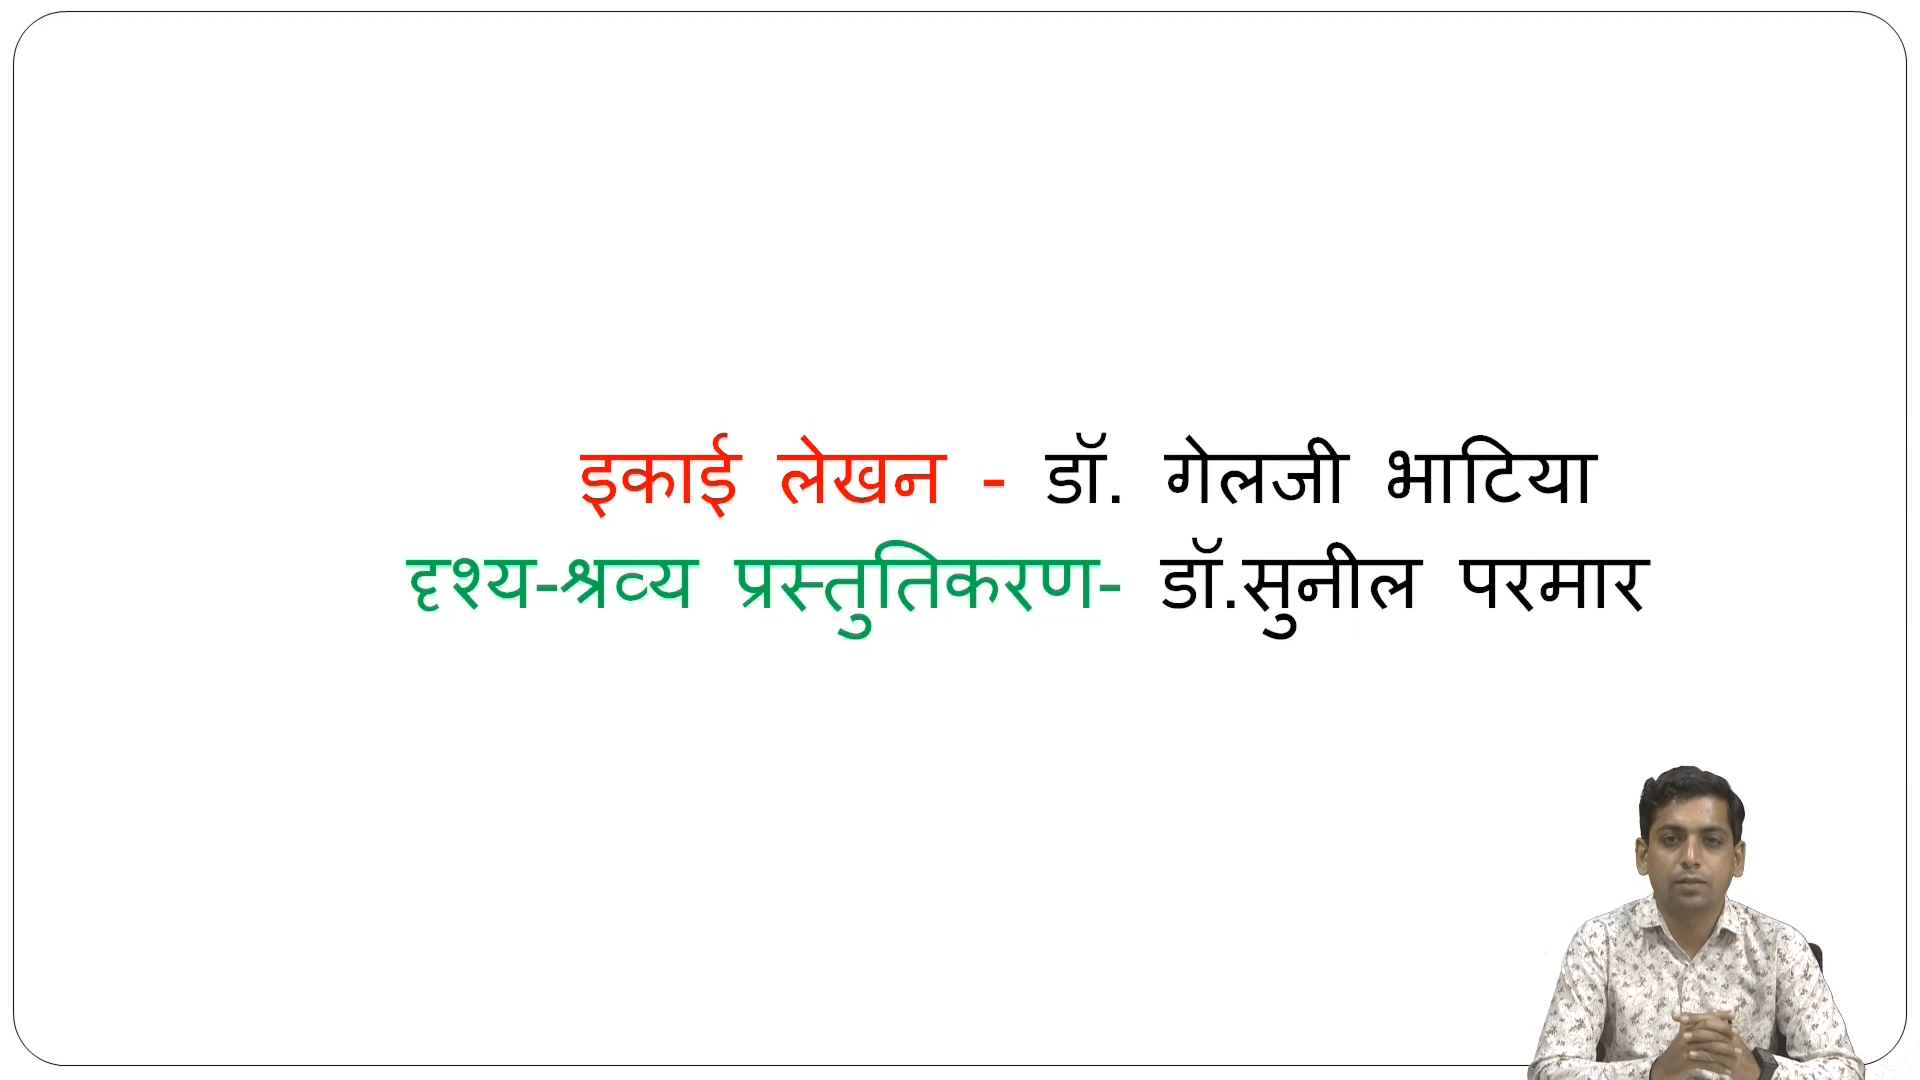 इकाई लेखन - डॉ. गेलजी भाटिया
दृश्य-श्रव्य प्रस्तुतिकरण- डॉ.सुनील परमार